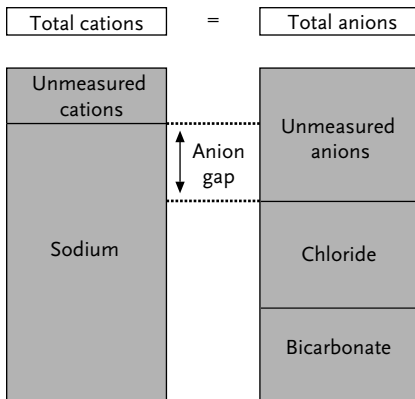 Total cations = Total anions
Unmeasured
cations
Unmeasured
anions
Anion
gap
Sodium
Chloride
Bicarbonate